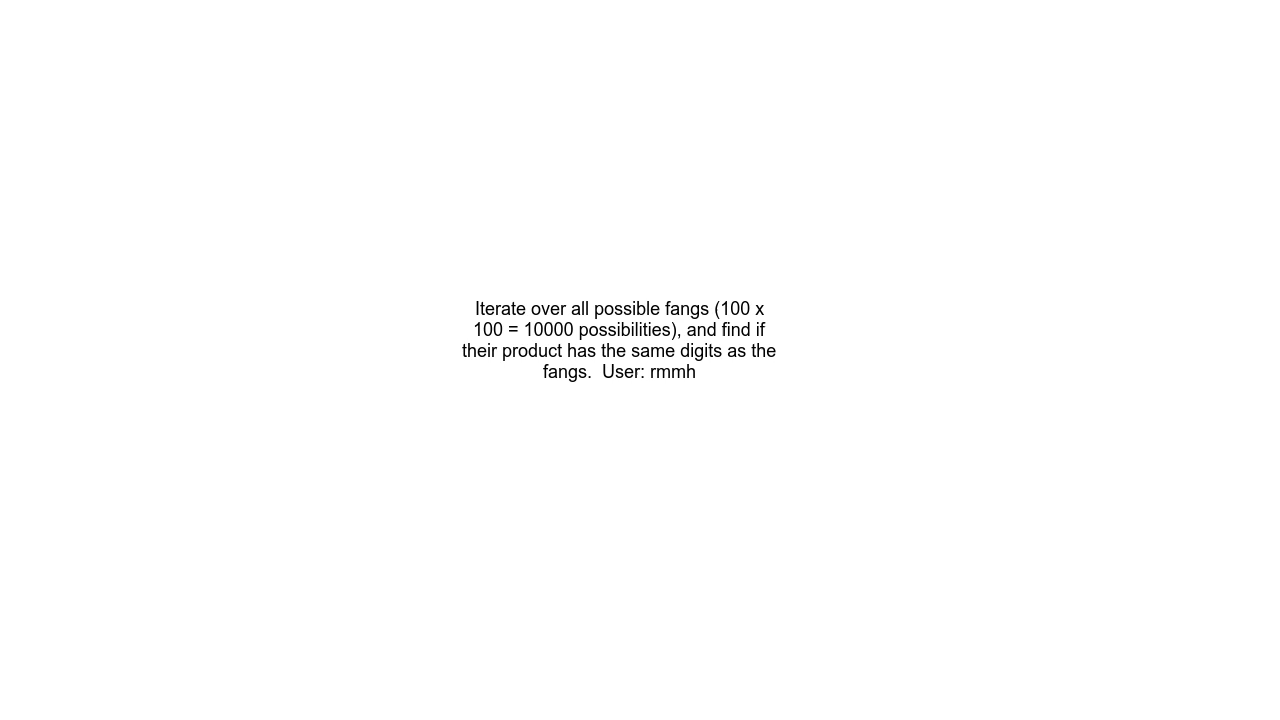 Iterate over all possible fangs (100 x
100 = 10000 possibilities), and find if
their product has the same digits as the
fangs.  User: rmmh